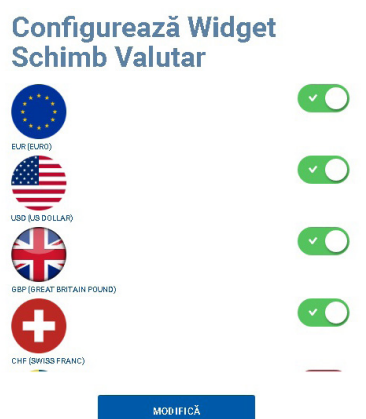 Configurează Widget
Schimb Valutar
EUR (EURO)
USD (US DOLLAR)
GBP (GREAT BRITAIN POUND)
CHF (SWISS FRANC)
MODIFICĂ